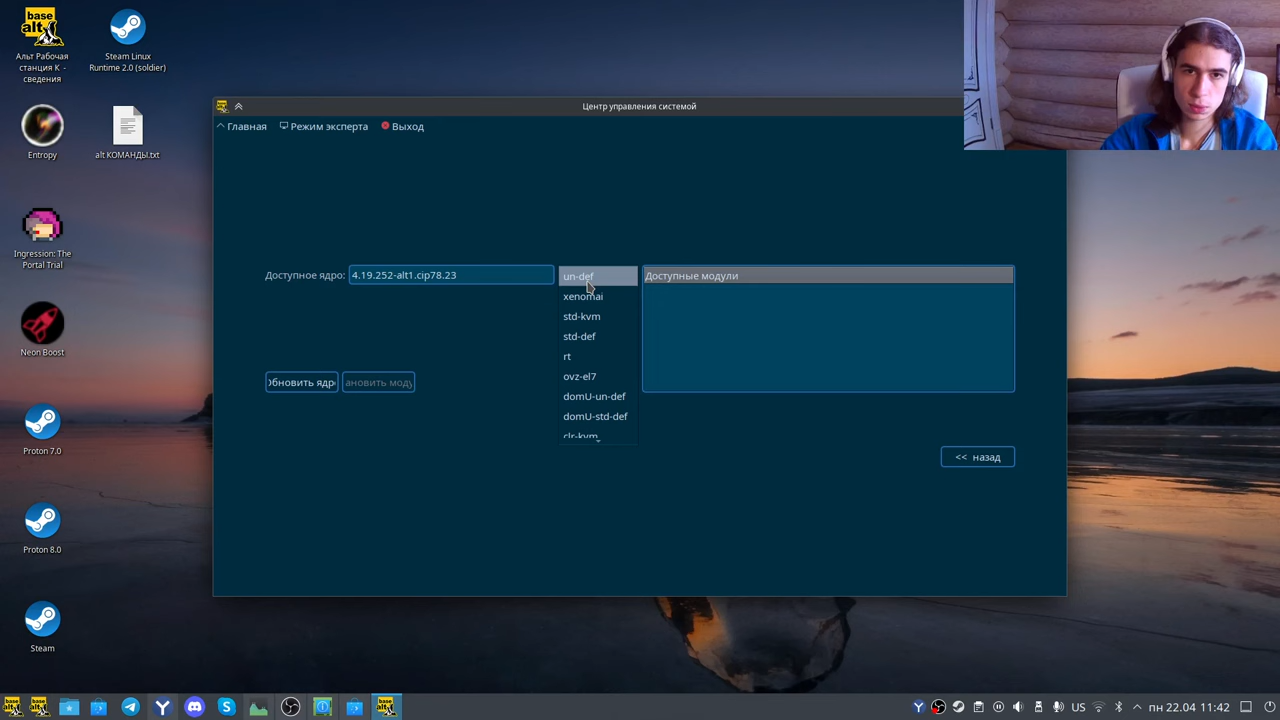 base
alt
Альт Рабочая
станция К -
сведения
Steam Linux
Runtime 2.0 (soldier)
Entropy
alt КОМАНДЫ.txt
Ingression: The
Portal Trial
Neon Boost
Proton 7.0
Proton 8.0
Steam
Центр управления системой
Главная
Режим эксперта
Выход
Доступное ядро:
4.19.252-alt1.cip78.23
un-def
xenomai
std-kvm
std-def
rt
ovz-el7
domU-un-def
domU-std-def
clr-kvm
Доступные модули
Обновить ядро
ановить моду
<< назад
US
пн 22.04 11:42